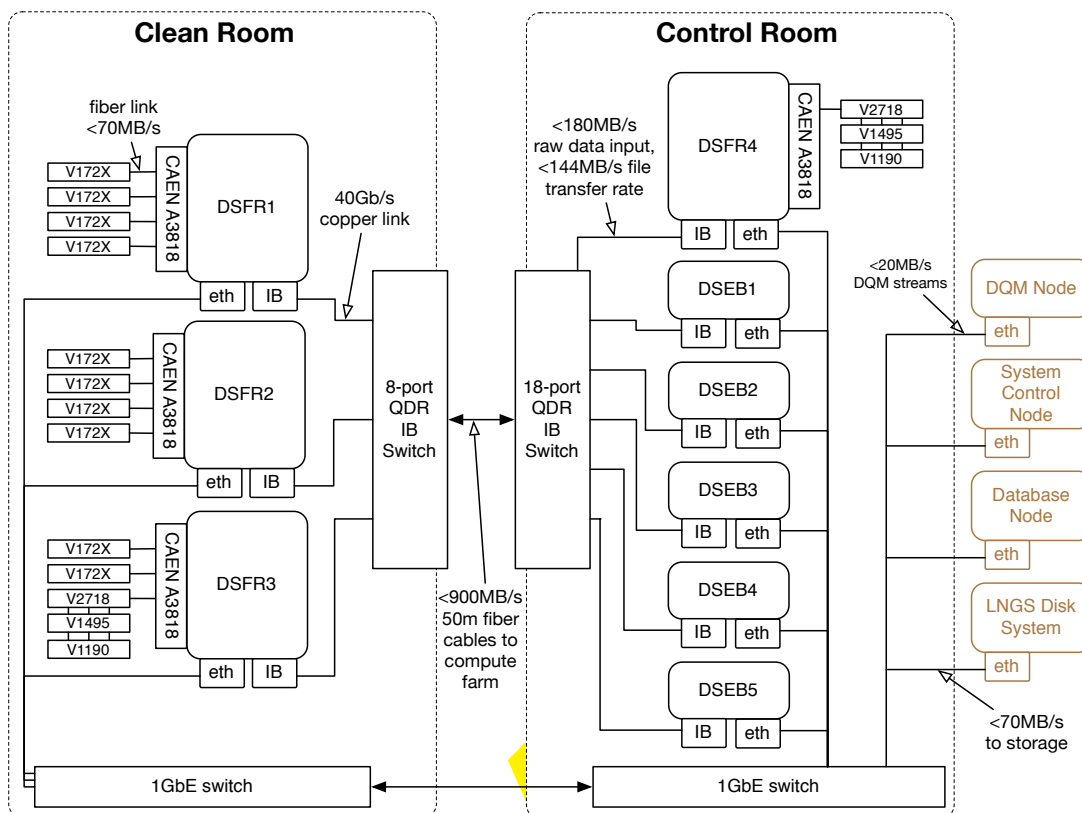 Clean Room
Control Room
fiber link
<70MB/s
V172X
V172X
V172X
V172X
CAEN A3818
DSFR1
eth
IB
40Gb/s
copper link
V172X
V172X
V172X
V172X
CAEN A3818
DSFR2
eth
IB
V172X
V172X
V2718
V1495
V1190
CAEN A3818
DSFR3
eth
IB
8-port
QDR
IB
Switch
<900MB/s
50m fiber
cables to
compute
farm
1GbE switch
<180MB/s
raw data input,
<144MB/s file
transfer rate
18-port
QDR
IB
Switch
DSFR4
CAEN A3818
V2718
V1495
V1190
IB
eth
DSEB1
IB
eth
DSEB2
IB
eth
DSEB3
IB
eth
DSEB4
IB
eth
DSEB5
IB
eth
1GbE switch
<20MB/s
DQM streams
DQM Node
eth
System
Control
Node
eth
Database
Node
eth
LNGS Disk
System
eth
<70MB/s
to storage